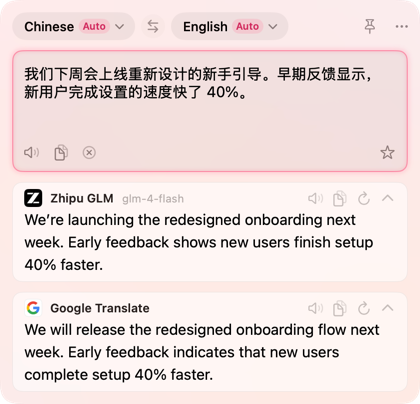 Chinese Auto English Auto
我们下周会上线重新设计的新手引导。早期反馈显示，
新用户完成设置的速度快了 40%。
Zhipu GLM glm-4-flash
We’re launching the redesigned onboarding next
week. Early feedback shows new users finish setup
40% faster.
Google Translate
We will release the redesigned onboarding flow next
week. Early feedback indicates that new users
complete setup 40% faster.